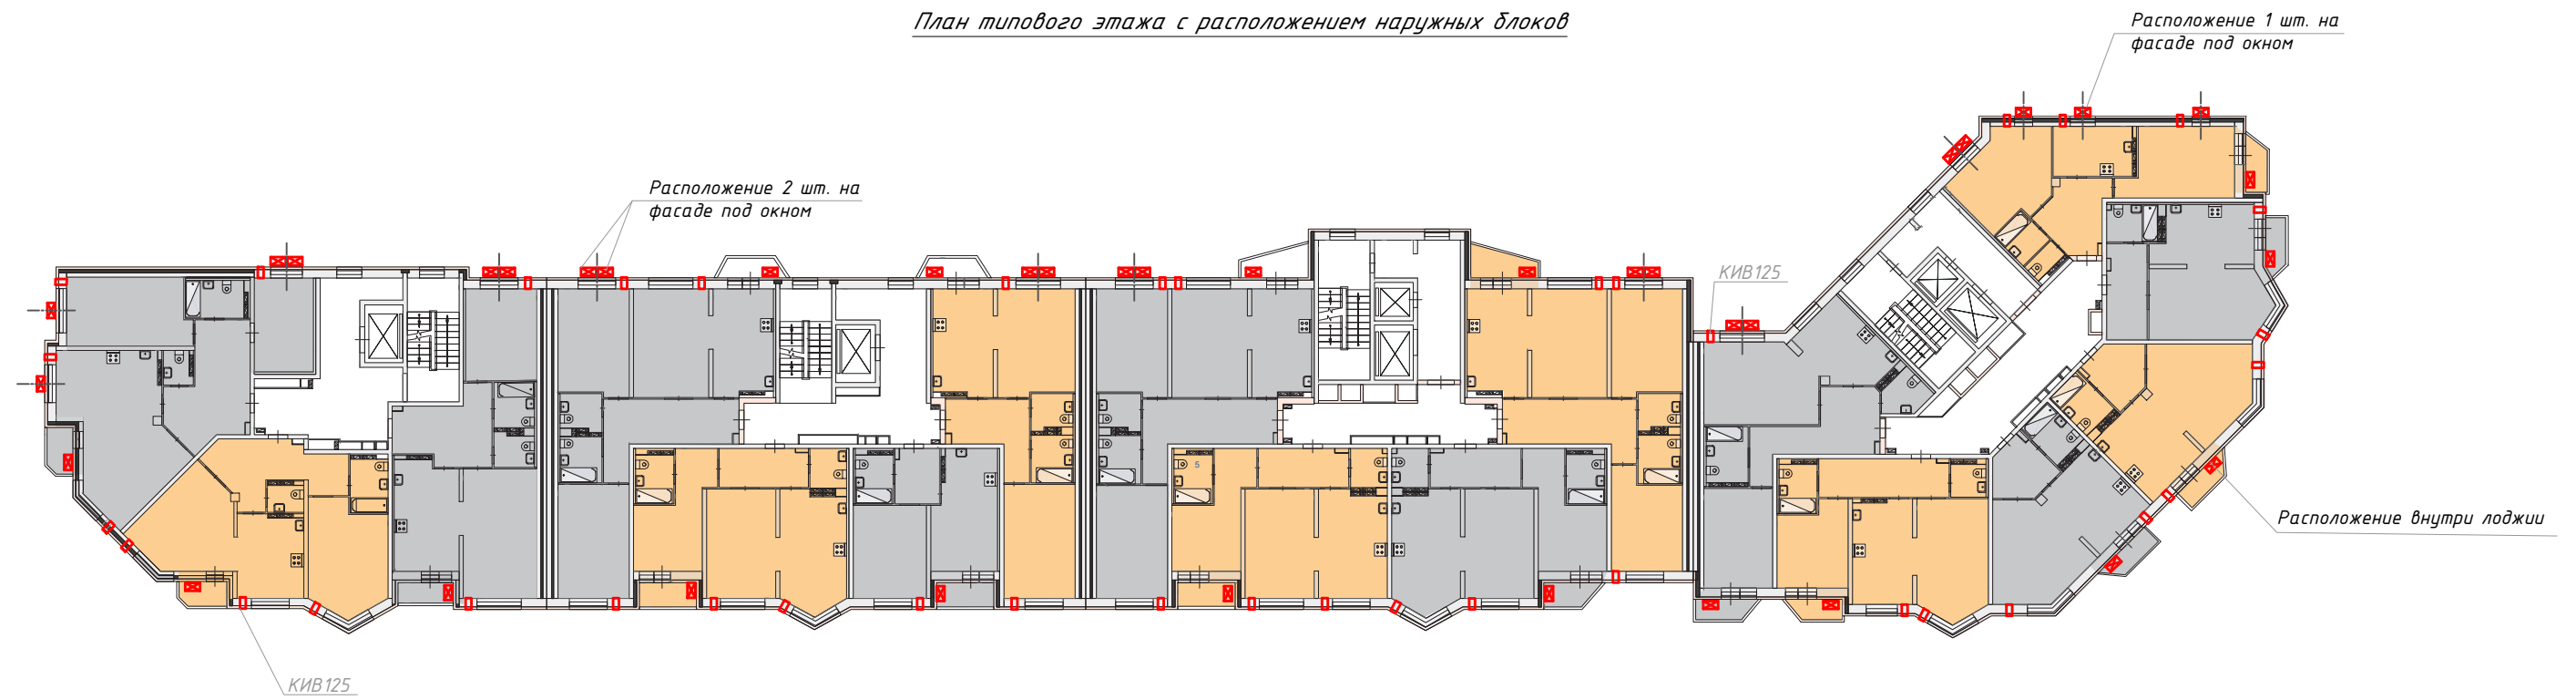 План типового этажа с расположением наружных блоков
Расположение 1 шт. на
фасаде под окном
Расположение 2 шт. на
фасаде под окном
КИВ125
5
Расположение внутри лоджии
КИВ125